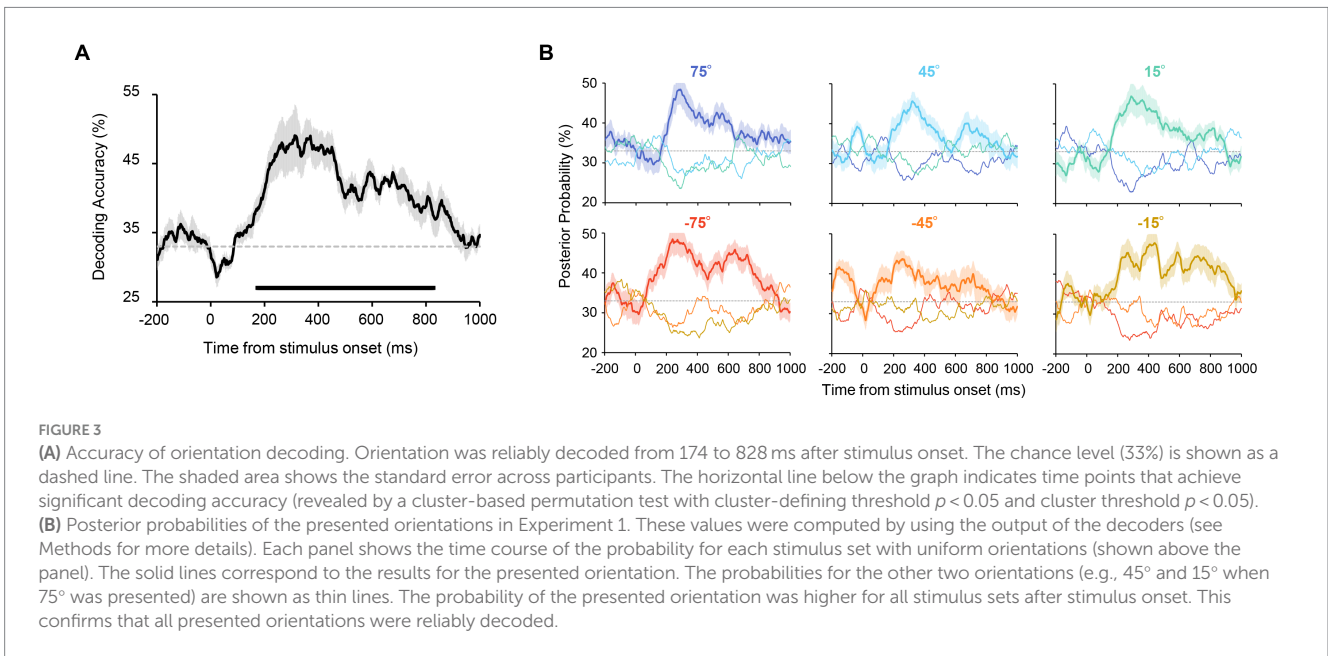 A
B
55
45
35
25
Decoding Accuracy (%)
-200 0 200 400 600 800 1000
Time from stimulus onset (ms)
75° 45° 15°
50
40
30
20
Posterior Probability (%)
-75° -45° -15°
50
40
30
20
-200 0 200 400 600 800 1000 -200 0 200 400 600 800 1000 -200 0 200 400 600 800 1000
Time from stimulus onset (ms)
FIGURE 3
(A) Accuracy of orientation decoding. Orientation was reliably decoded from 174 to 828 ms after stimulus onset. The chance level (33%) is shown as a
dashed line. The shaded area shows the standard error across participants. The horizontal line below the graph indicates time points that achieve
significant decoding accuracy (revealed by a cluster-based permutation test with cluster-defining threshold p < 0.05 and cluster threshold p < 0.05).
(B) Posterior probabilities of the presented orientations in Experiment 1. These values were computed by using the output of the decoders (see
Methods for more details). Each panel shows the time course of the probability for each stimulus set with uniform orientations (shown above the
panel). The solid lines correspond to the results for the presented orientation. The probabilities for the other two orientations (e.g., 45° and 15° when
75° was presented) are shown as thin lines. The probability of the presented orientation was higher for all stimulus sets after stimulus onset. This
confirms that all presented orientations were reliably decoded.